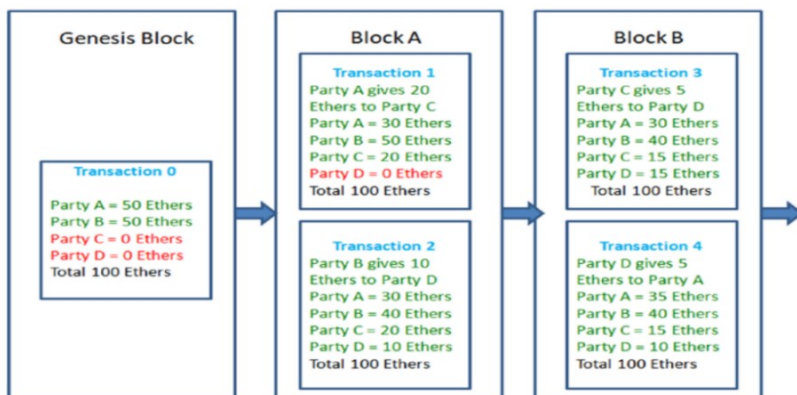 Genesis Block
Transaction 0
Party A = 50 Ethers
Party B = 50 Ethers
Party C = 0 Ethers
Party D = 0 Ethers
Total 100 Ethers
Block A
Transaction 1
Party A gives 20
Ethers to Party C
Party A = 30 Ethers
Party B = 50 Ethers
Party C = 20 Ethers
Party D = 0 Ethers
Total 100 Ethers
Transaction 2
Party B gives 10
Ethers to Party D
Party A = 30 Ethers
Party B = 40 Ethers
Party C = 20 Ethers
Party D = 10 Ethers
Total 100 Ethers
Block B
Transaction 3
Party C gives 5
Ethers to Party D
Party A = 30 Ethers
Party B = 40 Ethers
Party C = 15 Ethers
Party D = 15 Ethers
Total 100 Ethers
Transaction 4
Party D gives 5
Ethers to Party A
Party A = 35 Ethers
Party B = 40 Ethers
Party C = 15 Ethers
Party D = 10 Ethers
Total 100 Ethers